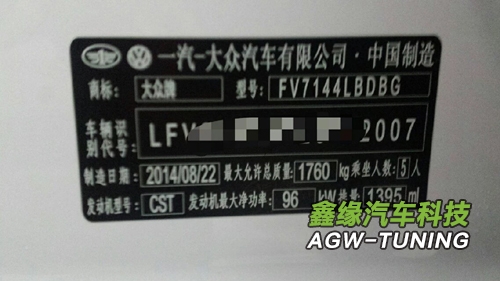 一汽-大众汽车有限公司·中国制造
商标: 大众牌 型号: FV7144LBDBG
车辆识别代号: LFV 2007
制造日期 2014/08/22 最大允许总质量: 1760 kg 乘坐人数: 5 人
发动机型号: CST 发动机最大净功率: 96 kW 排量: 1395 ml
鑫缘汽车科技
AGW-TUNING